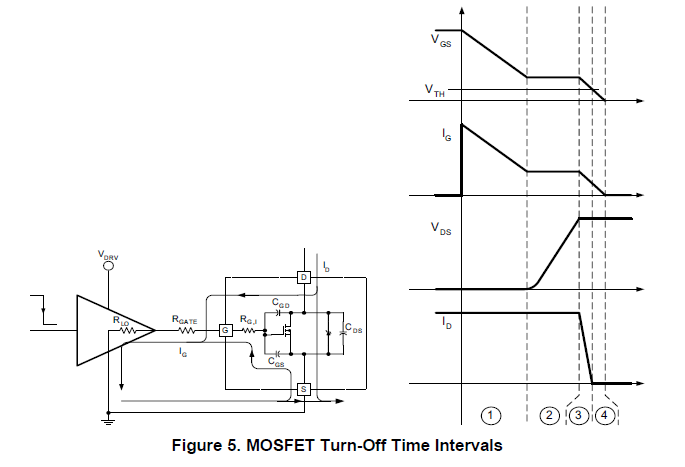 VGS
VTH
IG
VDS
ID
VDRV
ID
D
CGD
RLO
RGATE
G
RG,I
CDS
IG
CGS
S
1 2 3 4
Figure 5. MOSFET Turn-Off Time Intervals